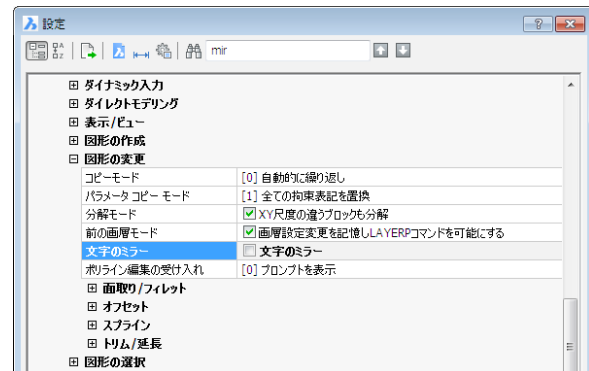 設定
mir
ダイナミック入力
ダイレクトモデリング
表示/ビュー
図形の作成
図形の変更
コピーモード [0] 自動的に繰り返し
パラメータ コピー モード [1] 全ての拘束表記を置換
分解モード XY尺度の違うブロックも分解
前の画層モード 画層設定変更を記憶しLAYERPコマンドを可能にする
文字のミラー 文字のミラー
ポリライン編集の受け入れ [0] プロンプトを表示
面取り/フィレット
オフセット
スプライン
トリム/延長
図形の選択